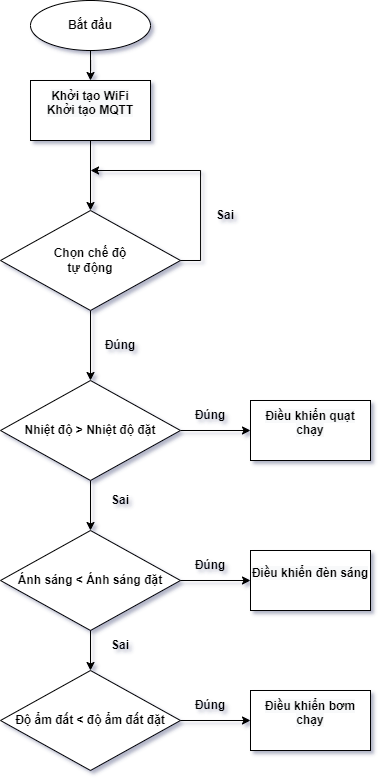 Bắt đầu
Khởi tạo WiFi
Khởi tạo MQTT
Sai
Chọn chế độ
tự động
Đúng
Nhiệt độ > Nhiệt độ đặt
Đúng
Điều khiển quạt
chạy
Sai
Ánh sáng < Ánh sáng đặt
Đúng
Điều khiển đèn sáng
Sai
Độ ẩm đất < độ ẩm đất đặt
Đúng
Điều khiển bơm
chạy